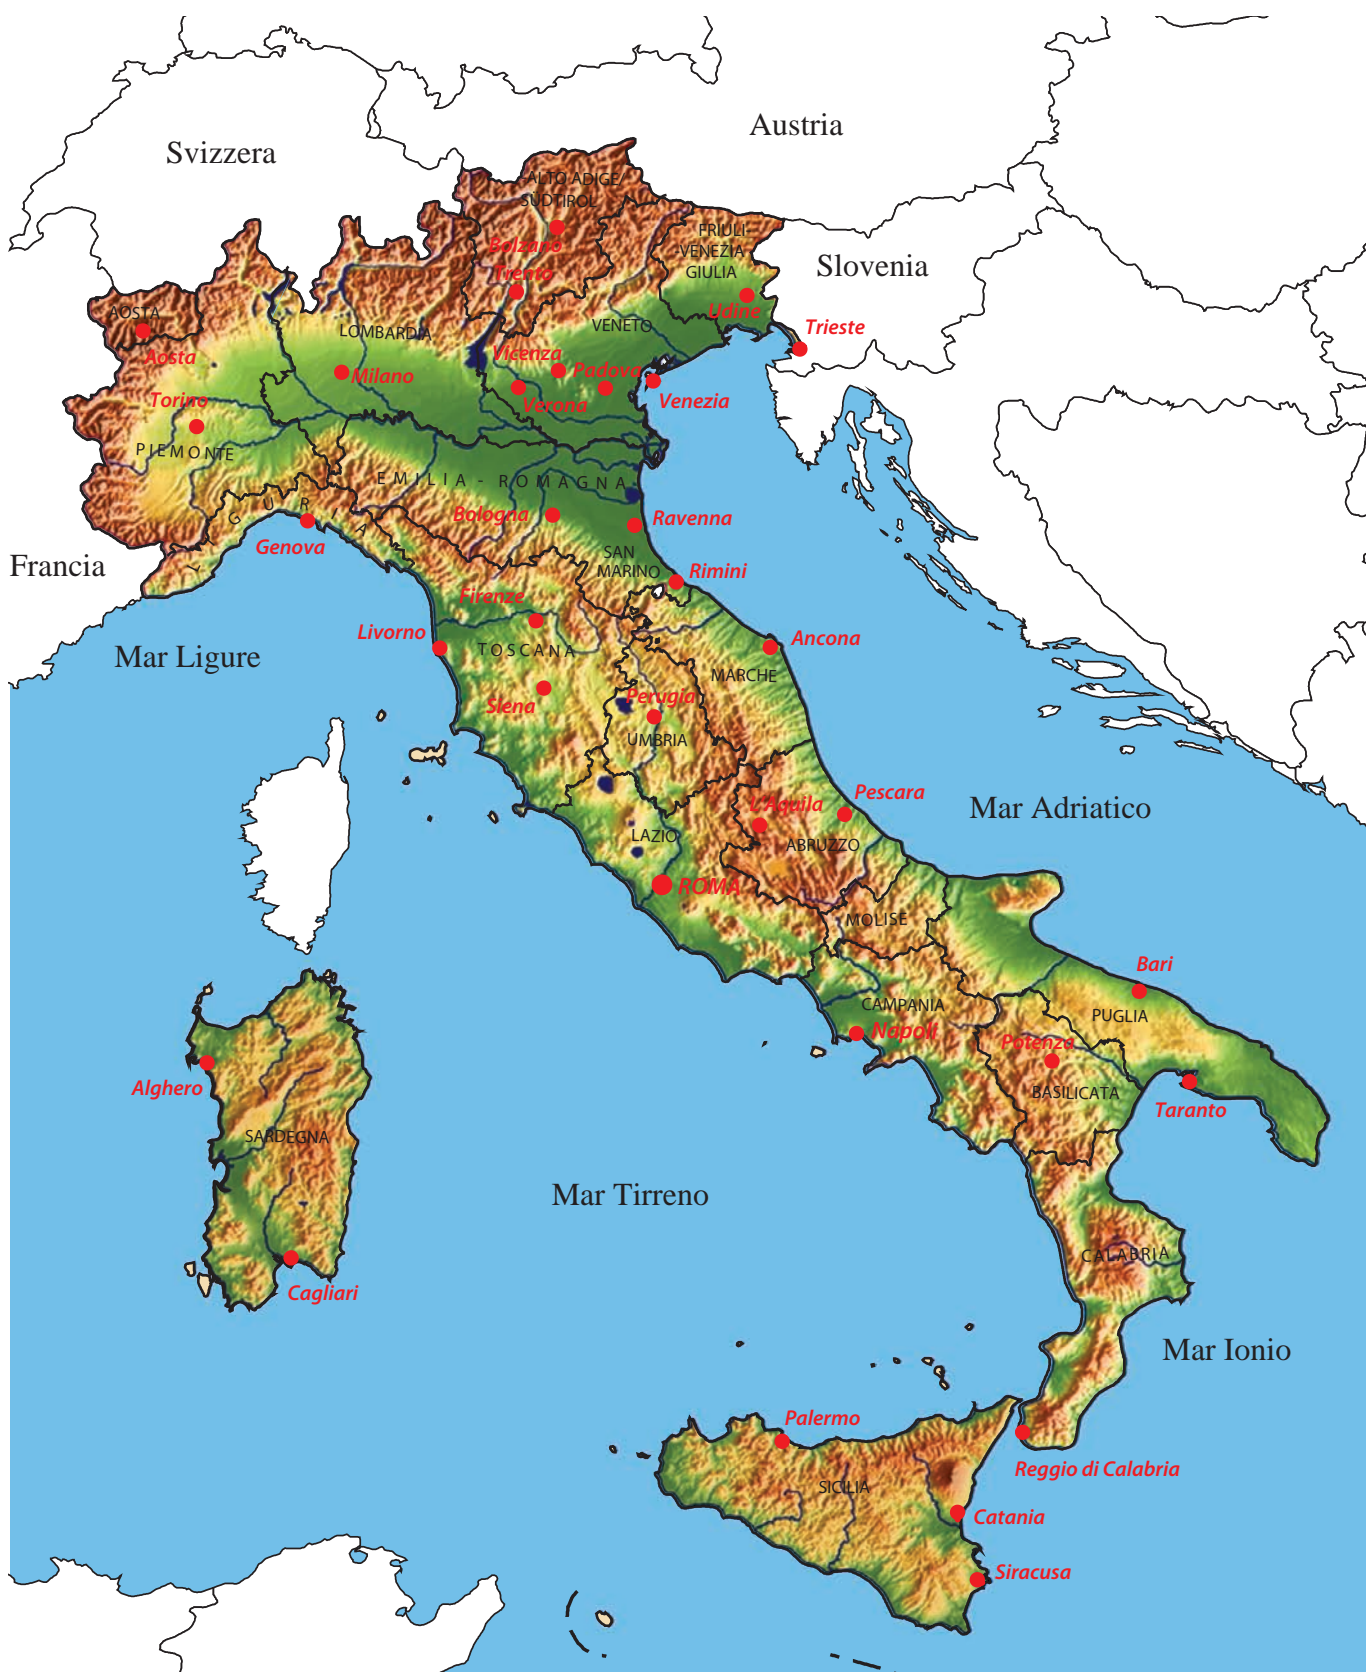 Austria
Svizzera
ALTO ADIGE/
SÜDTIROL
Bolzano
FRIULI-
-VENEZIA
GIULIA
Slovenia
Trento
Udine
AOSTA
Aosta
LOMBARDIA
VENETO
Trieste
Vicenza
Milano
Padova
Verona
Venezia
Torino
PIEMONTE
EMILIA - ROMAGNA
LIGURIA
Bologna
Ravenna
Genova
SAN
MARINO
Francia
Rimini
Firenze
Livorno
Ancona
TOSCANA
Mar Ligure
MARCHE
Perugia
SIena
UMBRIA
Pescara
L'Aquila
Mar Adriatico
LAZIO
ABRUZZO
ROMA
MOLISE
Bari
CAMPANIA
PUGLIA
Napoli
Potenza
Alghero
BASILICATA
Taranto
SARDEGNA
Mar Tirreno
CALABRIA
Cagliari
Mar Ionio
Palermo
Reggio di Calabria
SICILIA
Catania
Siracusa